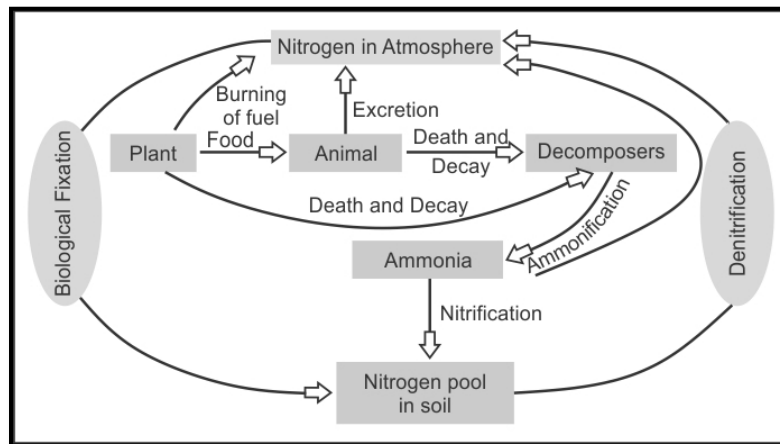 Nitrogen in Atmosphere
Burning
of fuel
Excretion
Food
Death and
Decay
Plant
Animal
Decomposers
Death and Decay
Ammonification
Biological Fixation
Denitrification
Ammonia
Nitrification
Nitrogen pool
in soil